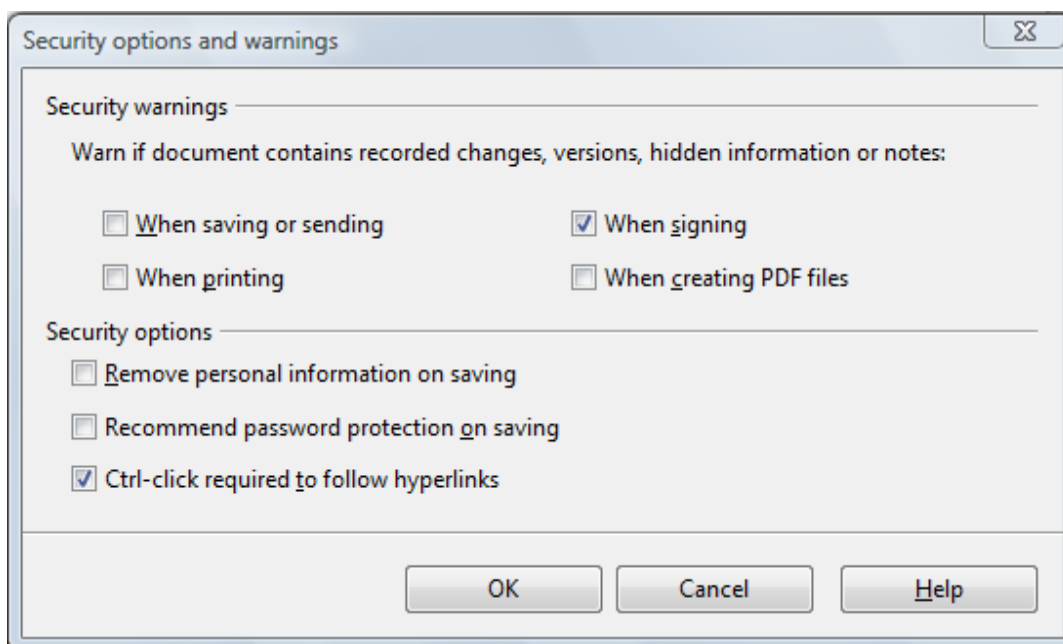 Security options and warnings
Security warnings
Warn if document contains recorded changes, versions, hidden information or notes:
When saving or sending
When signing
When printing
When creating PDF files
Security options
Remove personal information on saving
Recommend password protection on saving
Ctrl-click required to follow hyperlinks
OK
Cancel
Help